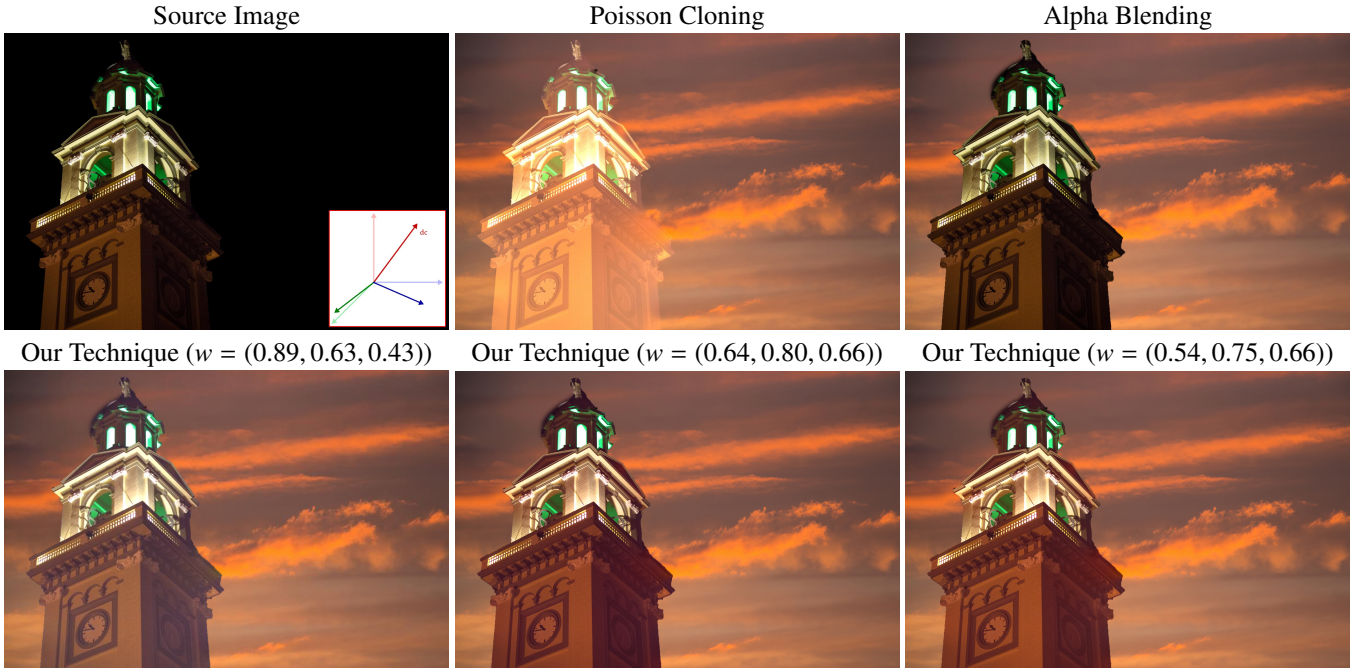 Source Image
Poisson Cloning
Alpha Blending
dc
Our Technique (w = (0.89, 0.63, 0.43))
Our Technique (w = (0.64, 0.80, 0.66))
Our Technique (w = (0.54, 0.75, 0.66))